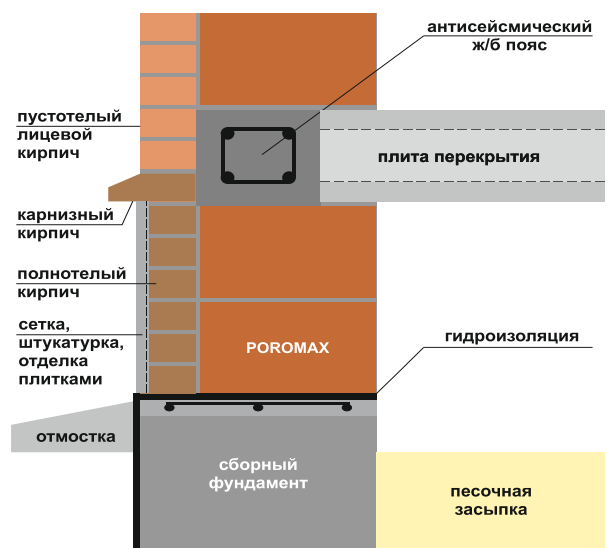 антисейсмический
ж/б пояс
пустотелый
лицевой
кирпич
плита перекрытия
карнизный
кирпич
полнотелый
кирпич
сетка,
штукатурка,
отделка
плитками
POROMAX
гидроизоляция
отмостка
сборный
фундамент
песочная
засыпка